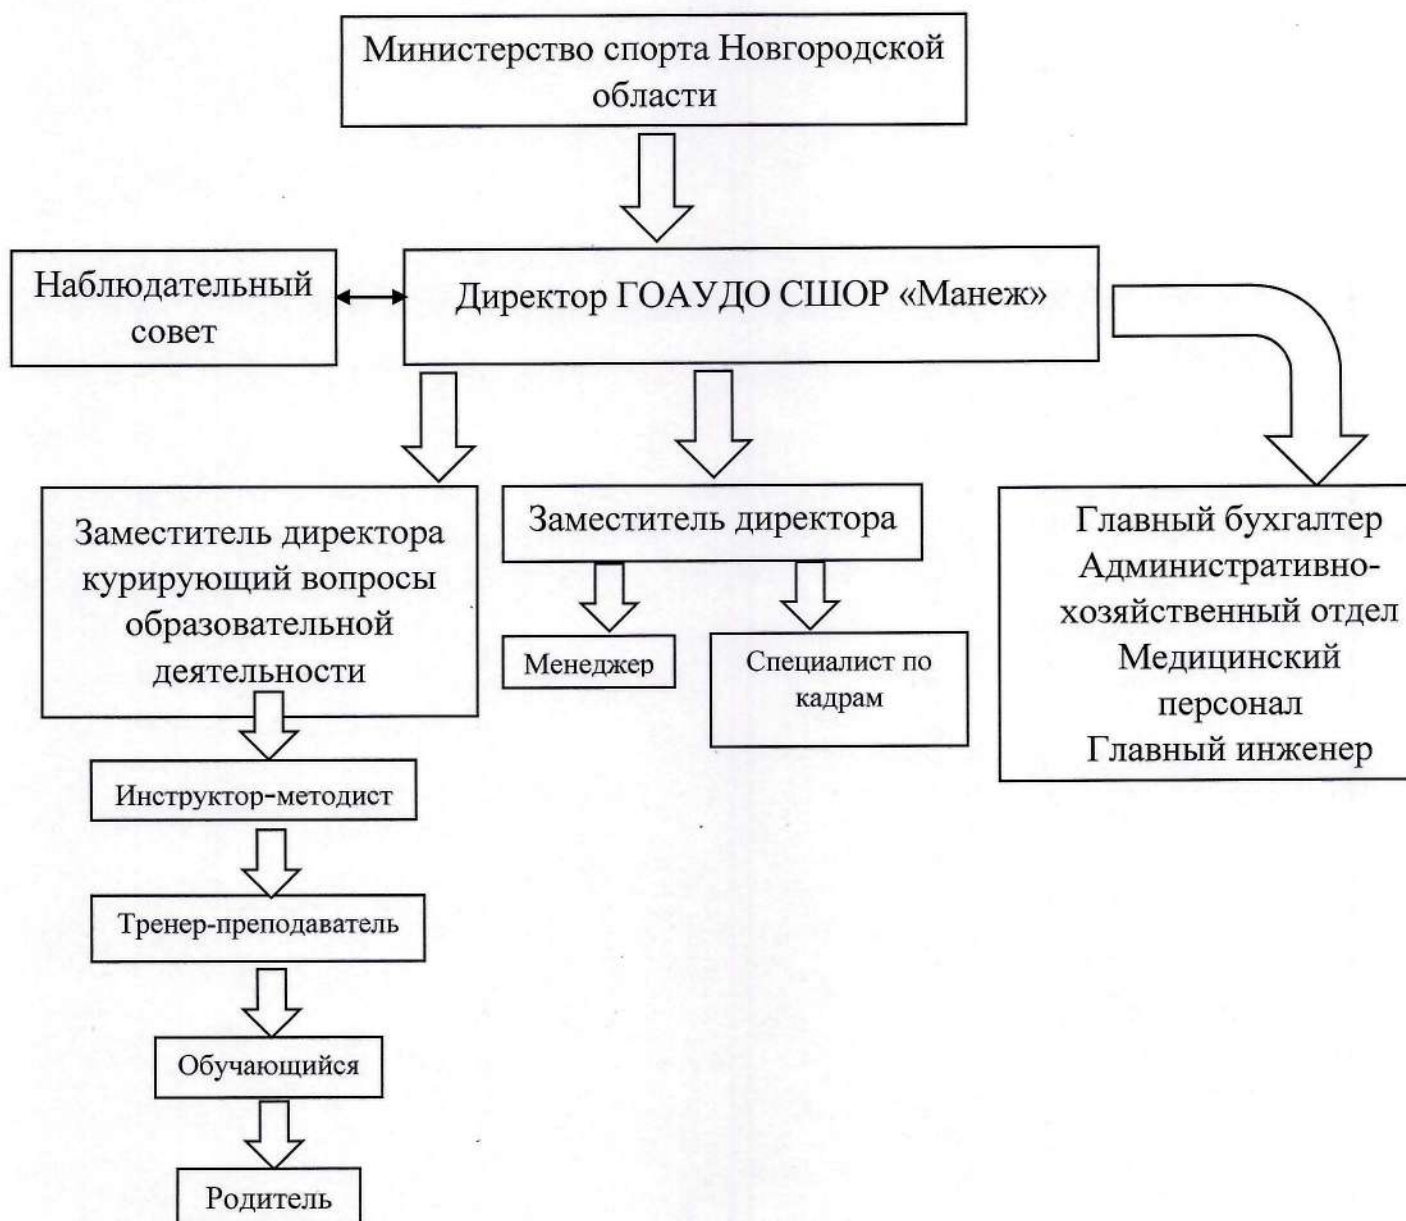 Министерство спорта Новгородской
области
Наблюдательный
совет
Директор ГОАУДО СШОР «Манеж»
Заместитель директора
курирующий вопросы
образовательной
деятельности
Заместитель директора
Главный бухгалтер
Административно-
хозяйственный отдел
Медицинский
персонал
Главный инженер
Менеджер
Специалист по
кадрам
Инструктор-методист
Тренер-преподаватель
Обучающийся
Родитель